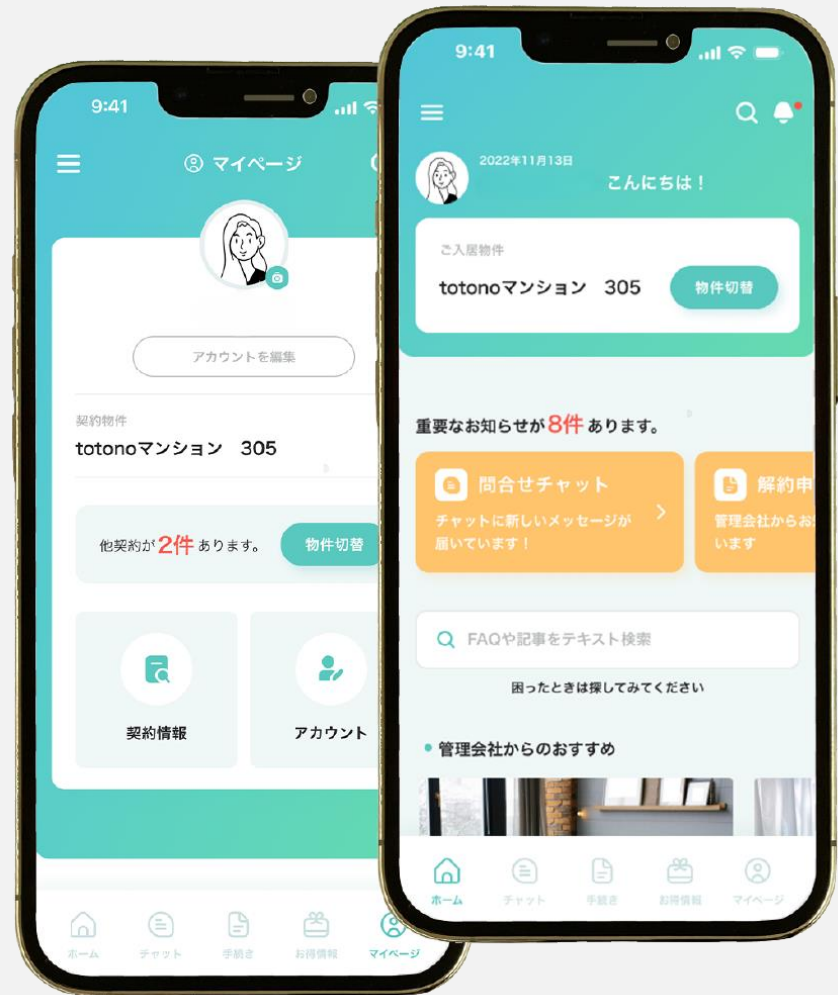 9:41
マイページ
アカウントを編集
契約物件
totonoマンション 305
他契約が2件あります。
物件切替
契約情報
アカウント
ホーム
チャット
手続き
お得情報
マイページ
9:41
2022年11月13日
こんにちは！
ご入居物件
totonoマンション 305
物件切替
重要なお知らせが8件あります。
問合せチャット
チャットに新しいメッセージが
届いています！
解約申
管理会社からお
います
FAQや記事をテキスト検索
困ったときは探してみてください
管理会社からのおすすめ
ホーム
チャット
手続き
お得情報
マイページ